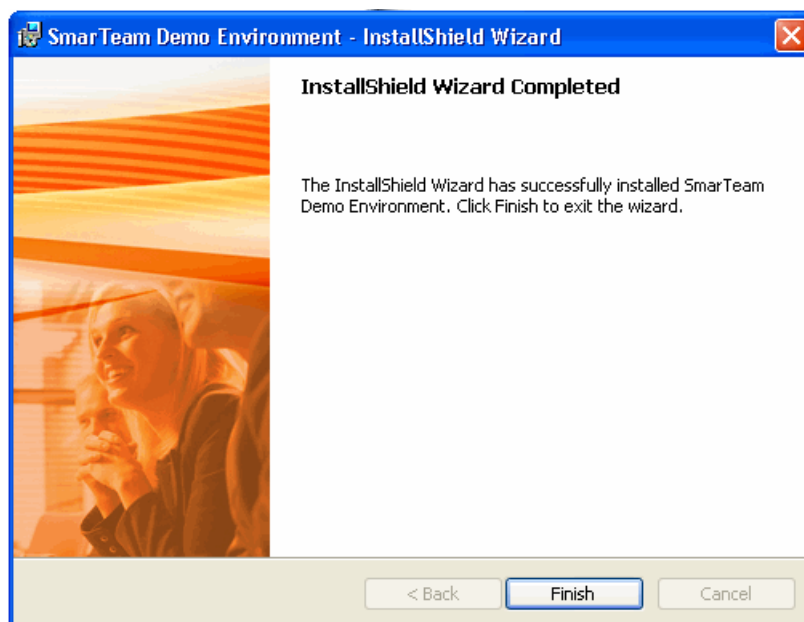 SmarTeam Demo Environment - InstallShield Wizard
InstallShield Wizard Completed
The InstallShield Wizard has successfully installed SmarTeam
Demo Environment. Click Finish to exit the wizard.
< Back
Finish
Cancel